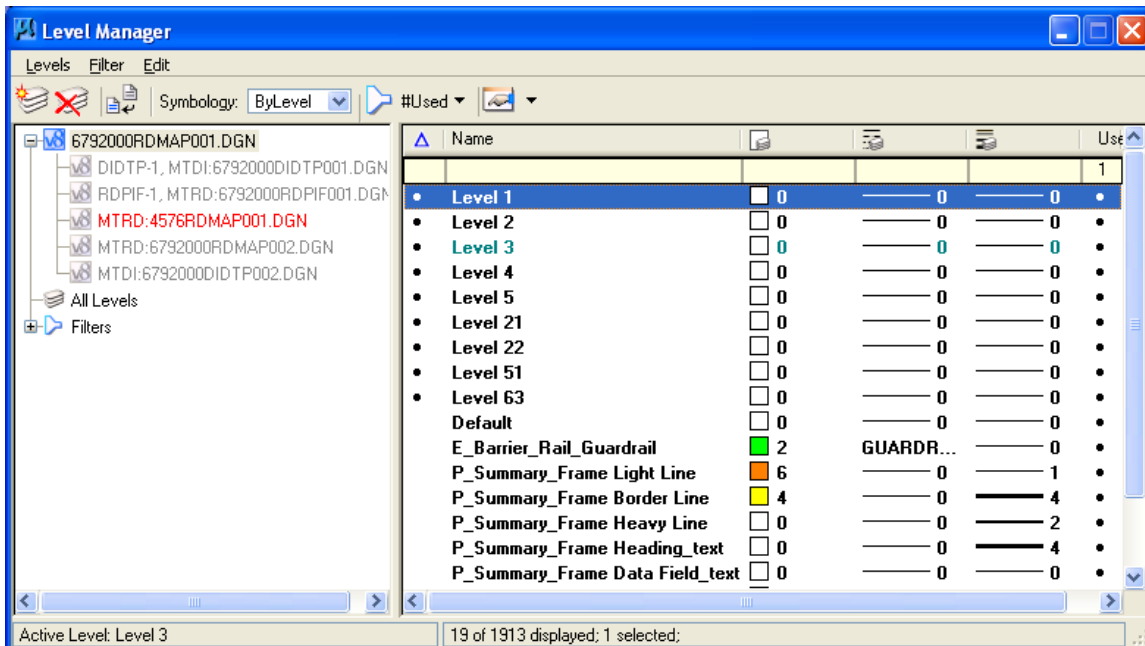 Level Manager
Levels Filter Edit
Symbology: ByLevel #Used
6792000RDMAP001.DGN
DIDTP-1, MTDI:6792000DIDTP001.DGN
RDPIF-1, MTRD:6792000RDPIF001.DGN
MTRD:4576RDMAP001.DGN
MTRD:6792000RDMAP002.DGN
MTDI:6792000DIDTP002.DGN
All Levels
Filters
Name Use
1
Level 1 0 0 0
Level 2 0 0 0
Level 3 0 0 0
Level 4 0 0 0
Level 5 0 0 0
Level 21 0 0 0
Level 22 0 0 0
Level 51 0 0 0
Level 63 0 0 0
Default 0 0 0
E_Barrier_Rail_Guardrail 2 GUARDR... 0
P_Summary_Frame Light Line 6 0 1
P_Summary_Frame Border Line 4 0 4
P_Summary_Frame Heavy Line 0 0 2
P_Summary_Frame Heading_text 0 0 4
P_Summary_Frame Data Field_text 0 0 0
Active Level: Level 3
19 of 1913 displayed; 1 selected;